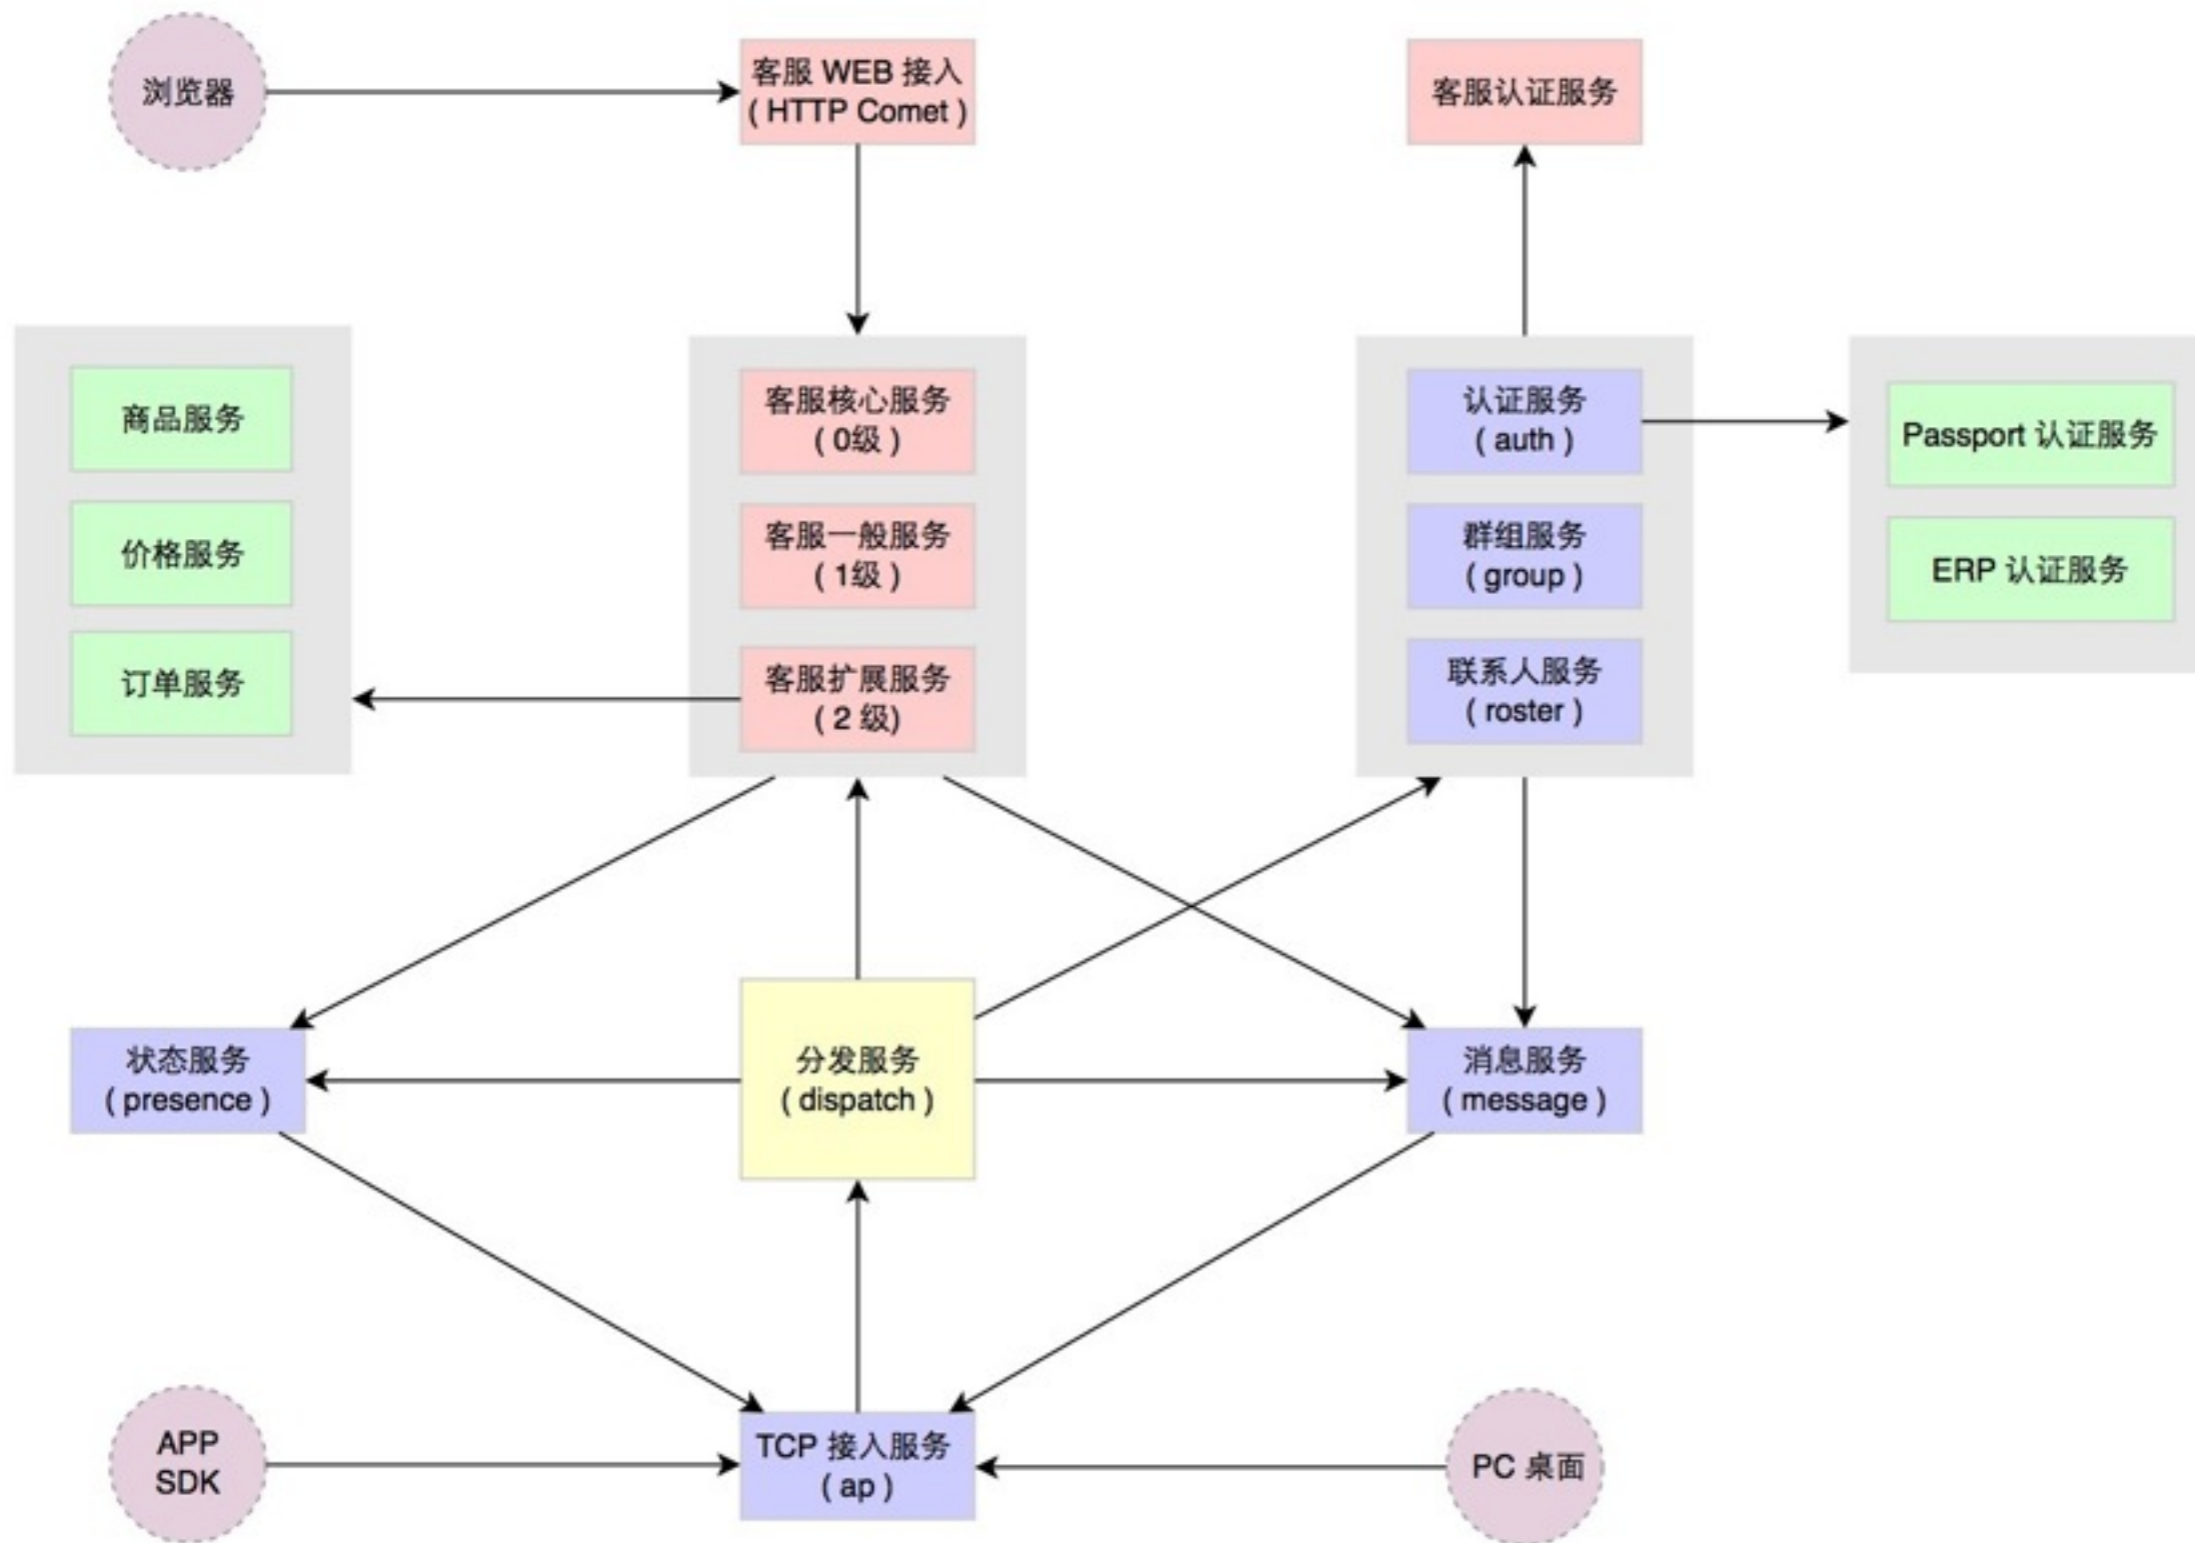 浏览器
客服 WEB 接入
( HTTP Comet )
客服认证服务
商品服务
价格服务
订单服务
客服核心服务
( 0级 )
客服一般服务
( 1级 )
客服扩展服务
( 2 级)
认证服务
( auth )
群组服务
( group )
联系人服务
( roster )
Passport 认证服务
ERP 认证服务
状态服务
( presence )
分发服务
( dispatch )
消息服务
( message )
APP
SDK
TCP 接入服务
( ap )
PC 桌面